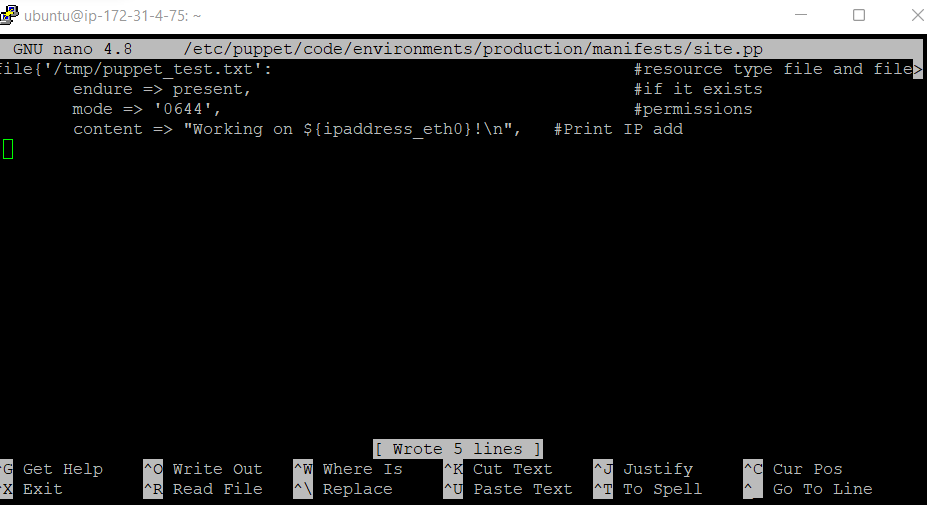 ubuntu@ip-172-31-4-75: ~
GNU nano 4.8 /etc/puppet/code/environments/production/manifests/site.pp
file{'/tmp/puppet_test.txt': #resource type file and file>
endure => present, #if it exists
mode => '0644', #permissions
content => "Working on ${ipaddress_eth0}!\n", #Print IP add
[ Wrote 5 lines ]
^G Get Help ^O Write Out ^W Where Is ^K Cut Text ^J Justify ^C Cur Pos
^X Exit ^R Read File ^\ Replace ^U Paste Text ^T To Spell ^_ Go To Line